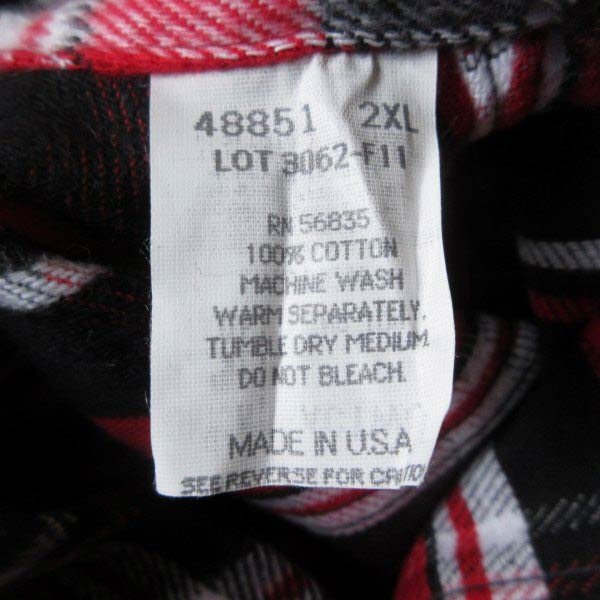 48851 2XL
LOT 3062-F11
RN 56835
100% COTTON
MACHINE WASH
WARM SEPARATELY.
TUMBLE DRY MEDIUM.
DO NOT BLEACH.
MADE IN U.S.A
SEE REVERSE FOR CAUTION